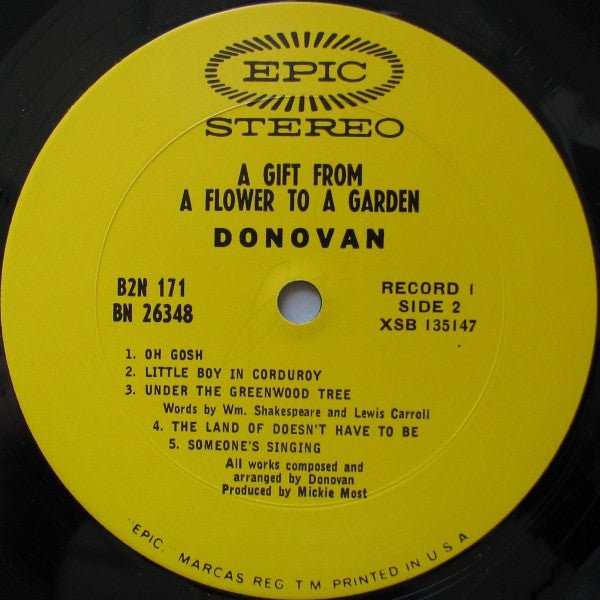 EPIC
STEREO
A GIFT FROM
A FLOWER TO A GARDEN
DONOVAN
B2N 171
BN 26348
RECORD 1
SIDE 2
XSB 135147
1. OH GOSH
2. LITTLE BOY IN CORDUROY
3. UNDER THE GREENWOOD TREE
Words by Wm. Shakespeare and Lewis Carroll
4. THE LAND OF DOESN'T HAVE TO BE
5. SOMEONE'S SINGING
All works composed and
arranged by Donovan
Produced by Mickie Most
"EPIC," MARCAS REG. T.M. PRINTED IN U.S.A.